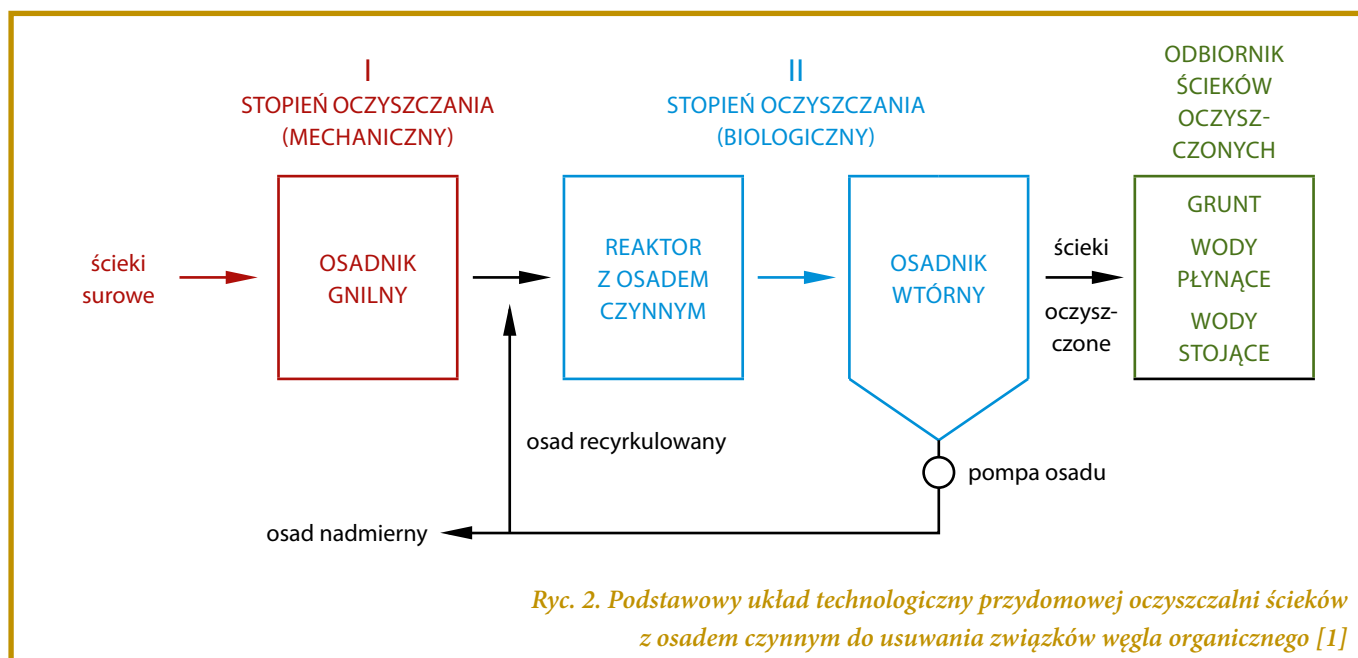 I
STOPIEŃ OCZYSZCZANIA
(MECHANICZNY)
II
STOPIEŃ OCZYSZCZANIA
(BIOLOGICZNY)
ODBIORNIK
ŚCIEKÓW
OCZYSZ-
CZONYCH
ścieki
surowe
OSADNIK
GNILNY
REAKTOR
Z OSADEM
CZYNNYM
OSADNIK
WTÓRNY
ścieki
oczysz-
czone
GRUNT
WODY
PŁYNĄCE
WODY
STOJĄCE
osad recyrkulowany
pompa osadu
osad nadmierny
Ryc. 2. Podstawowy układ technologiczny przydomowej oczyszczalni ścieków
z osadem czynnym do usuwania związków węgla organicznego [1]